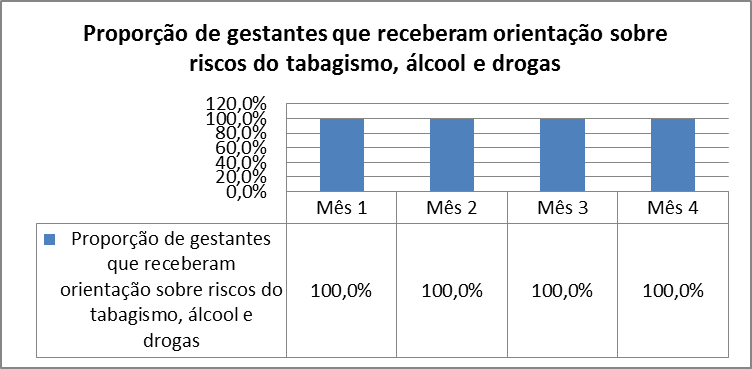 Proporção de gestantes que receberam orientação sobre
riscos do tabagismo, álcool e drogas
120,0%
100,0%
80,0%
60,0%
40,0%
20,0%
0,0%
Mês 1 Mês 2 Mês 3 Mês 4
Proporção de gestantes
que receberam
orientação sobre riscos do
tabagismo, álcool e
drogas
100,0% 100,0% 100,0% 100,0%